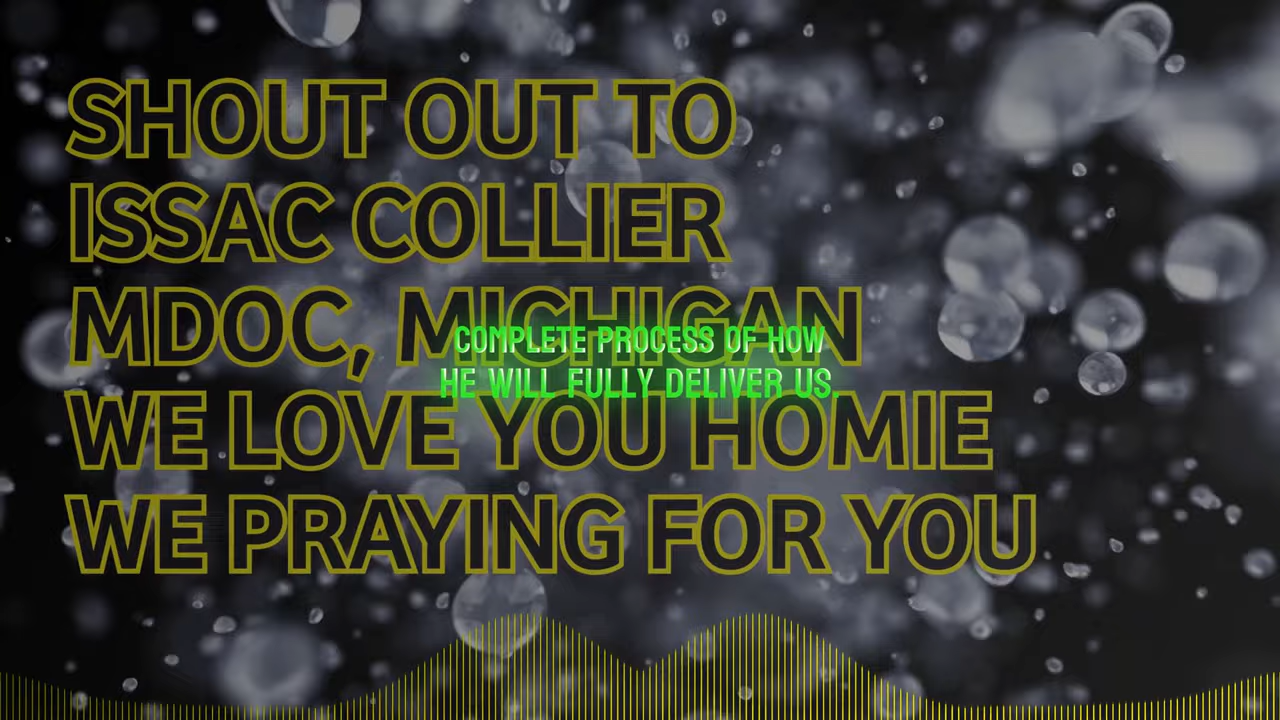 SHOUT OUT TO
ISSAC COLLIER
MDOC, MICHIGAN
COMPLETE PROCESS OF HOW
HE WILL FULLY DELIVER US.
WE LOVE YOU HOMIE
WE PRAYING FOR YOU